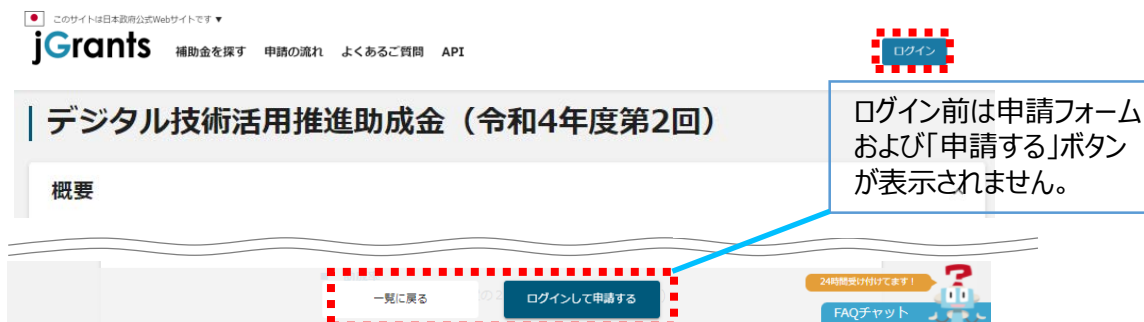 このサイトは日本政府公式Webサイトです ▼
jGrants 補助金を探す 申請の流れ よくあるご質問 API
ログイン
デジタル技術活用推進助成金（令和4年度第2回）
ログイン前は申請フォーム
および「申請する」ボタン
が表示されません。
概要
一覧に戻る
ログインして申請する
24時間受け付けてます！
FAQチャット